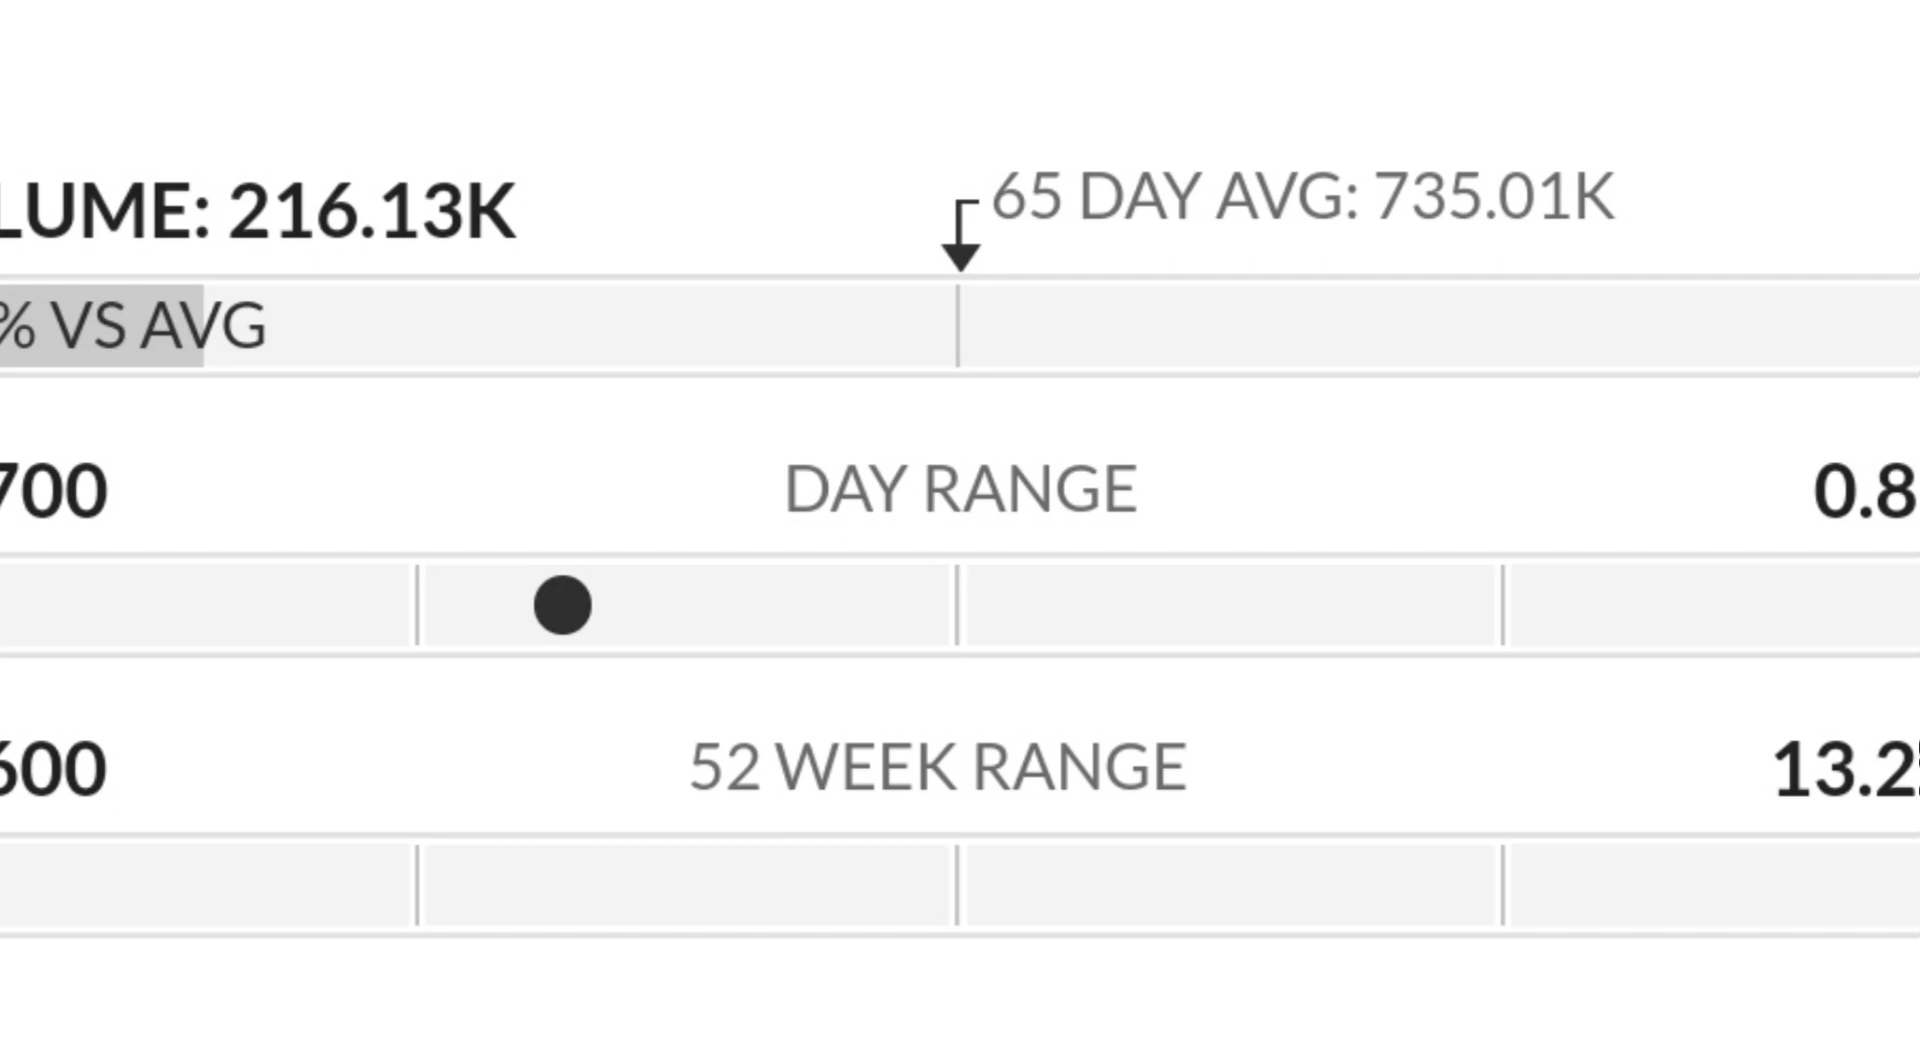 LUME: 216.13K
65 DAY AVG: 735.01K
% VS AVG
700
DAY RANGE
0.8
600
52 WEEK RANGE
13.2